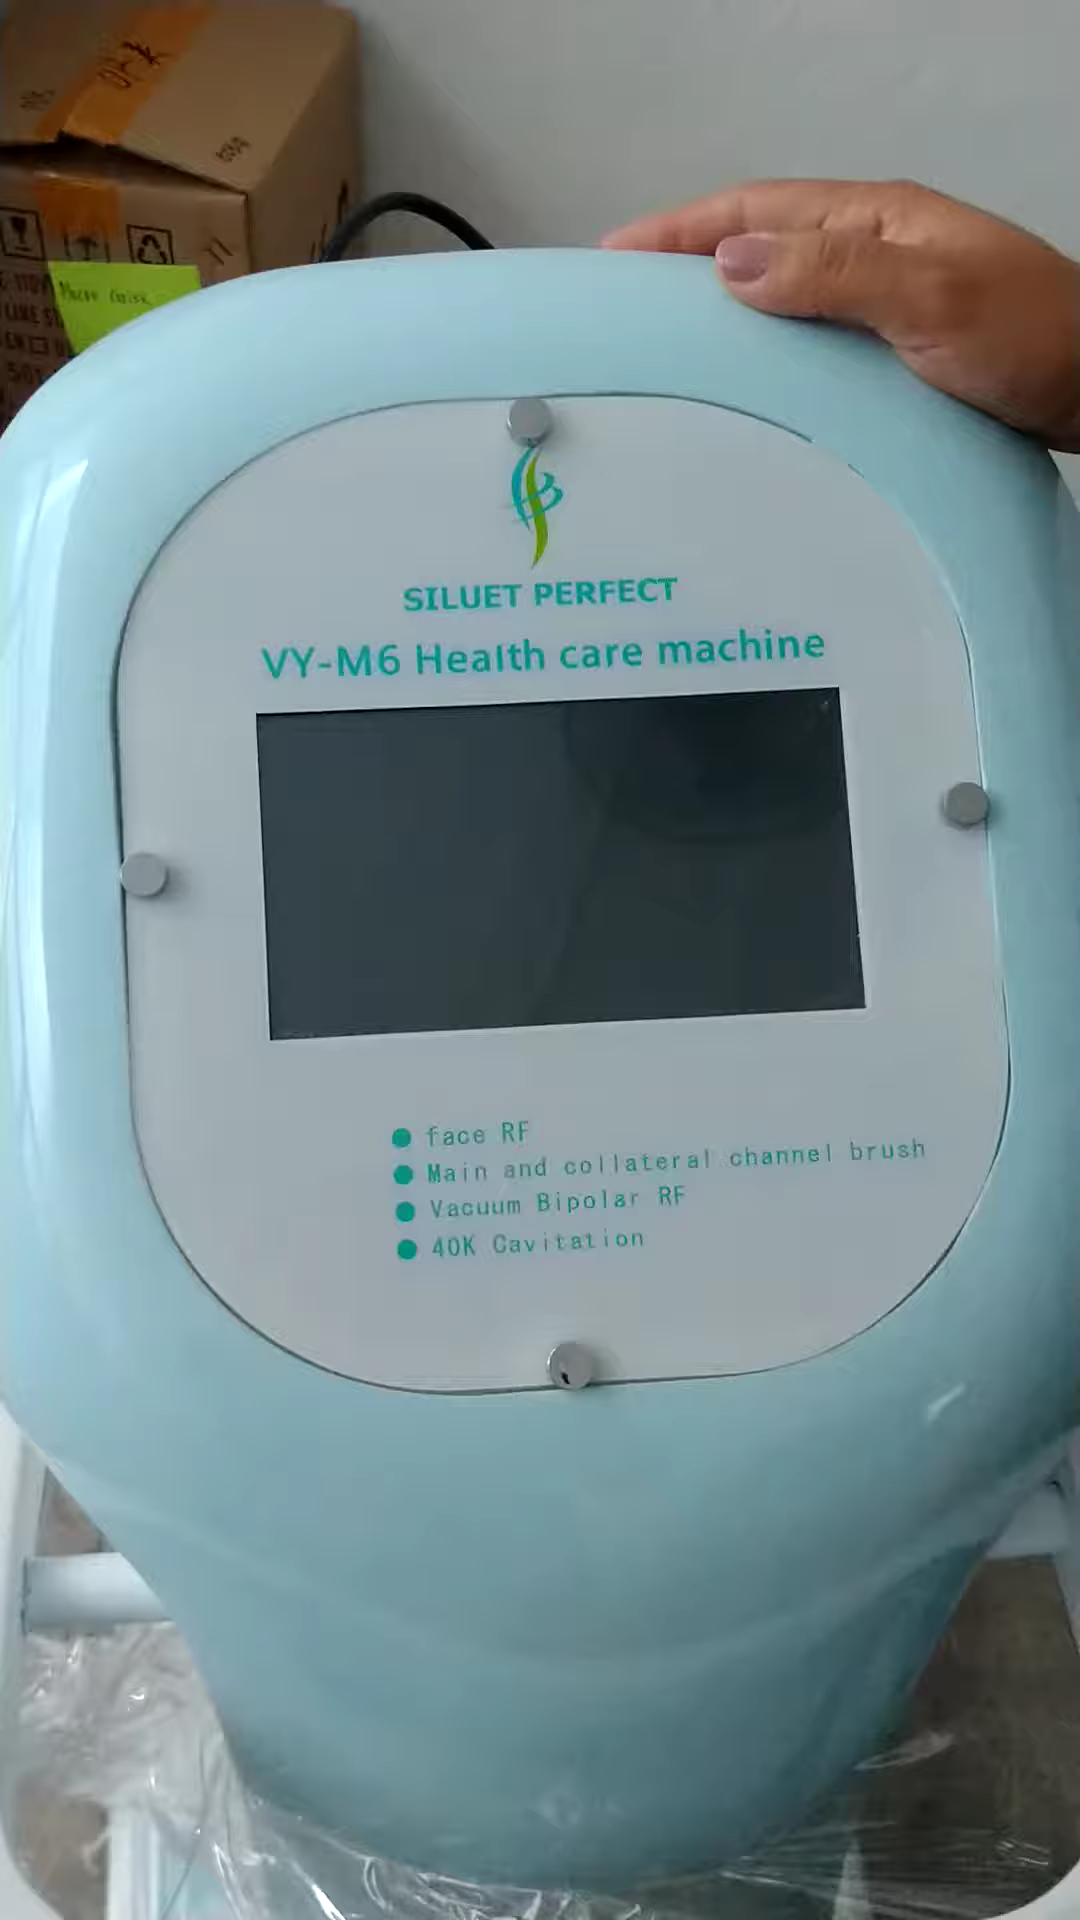 OK
SILUET PERFECT
VY-M6 Health care machine
face RF
Main and collateral channel brush
Vacuum Bipolar RF
40K Cavitation